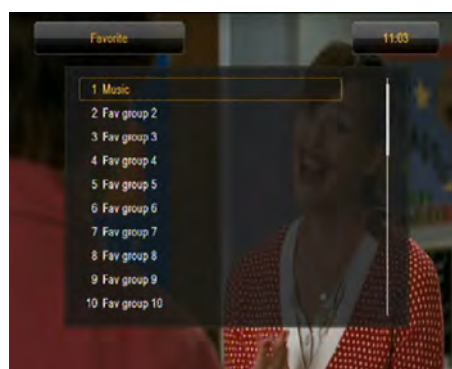 Favorite
11:03
1 Music
2 Fav group 2
3 Fav group 3
4 Fav group 4
5 Fav group 5
6 Fav group 6
7 Fav group 7
8 Fav group 8
9 Fav group 9
10 Fav group 10